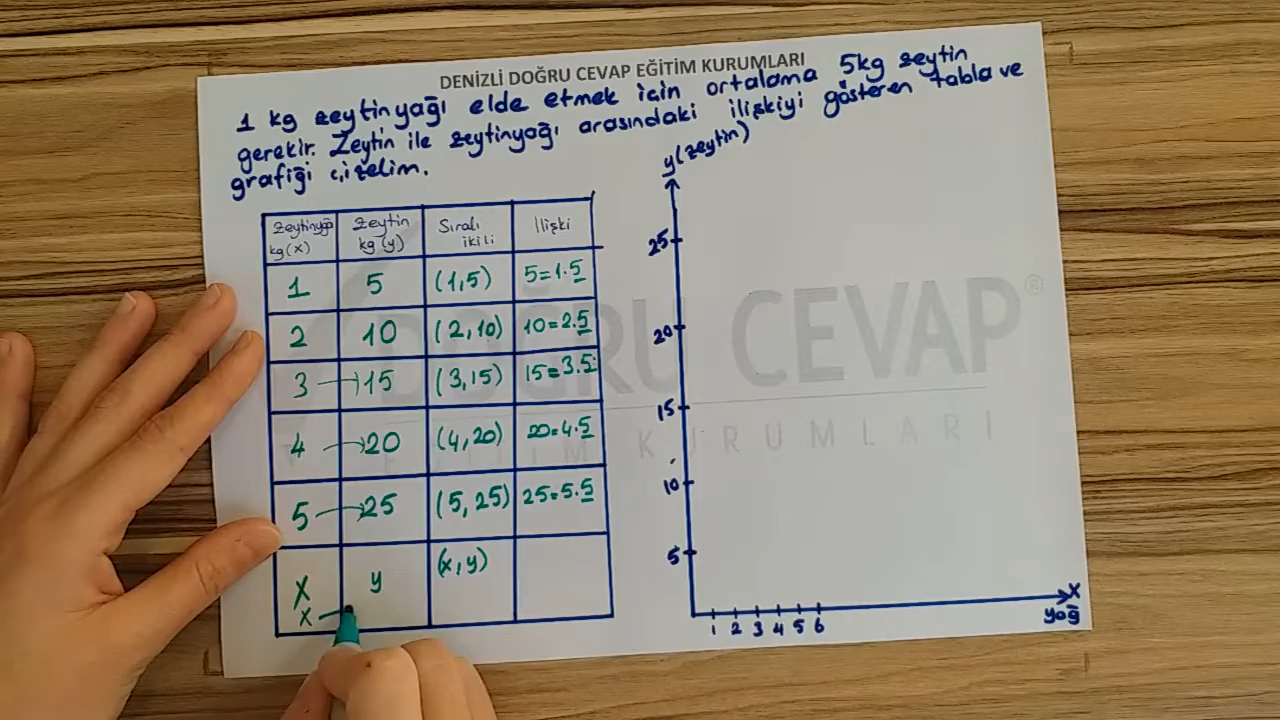 DENİZLİ DOĞRU CEVAP EĞİTİM KURUMLARI
1 kg zeytinyağı elde etmek için ortalama 5kg zeytin
gerekir. Zeytin ile zeytinyağı arasındaki ilişkiyi gösteren tabla ve
grafiği çizelim.
Zeytinyağı kg(x) Zeytin kg(y) Sıralı ikili İlişki
1 5 (1,5) 5=1.5
2 10 (2,10) 10=2.5
3 15 (3,15) 15=3.5
4 20 (4,20) 20=4.5
5 25 (5,25) 25=5.5
x y (x,y)
x
y(zeytin)
25
20
15
10
5
1 2 3 4 5 6
x
yağ
DOĞRU CEVAP®
EĞİTİM KURUMLARI